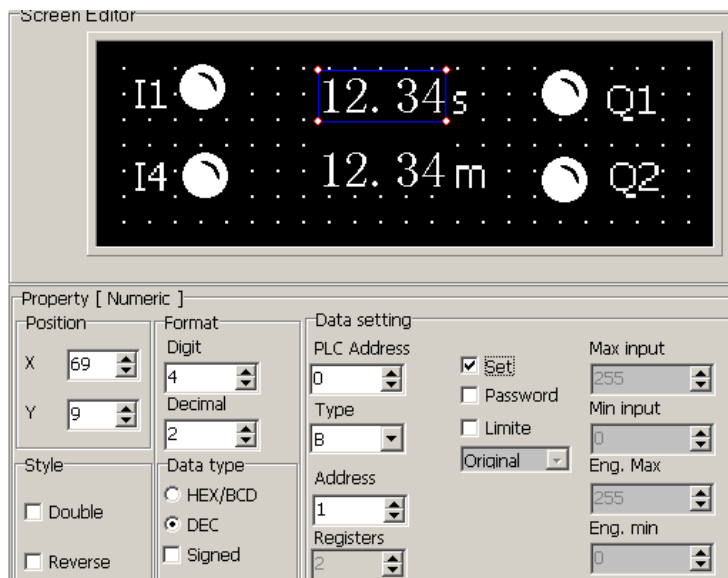 Screen Editor
I1 12.34 s Q1
I4 12.34 m Q2
Property [ Numeric ]
Position Format Data setting
Digit PLC Address Max input
X 69 4 0 Set 255
Decimal Type Password Min input
Y 9 2 B Limite 0
Style Data type Original Eng. Max
HEX/BCD Address 255
Double DEC 1 Eng. min
Reverse Signed Registers 0
2